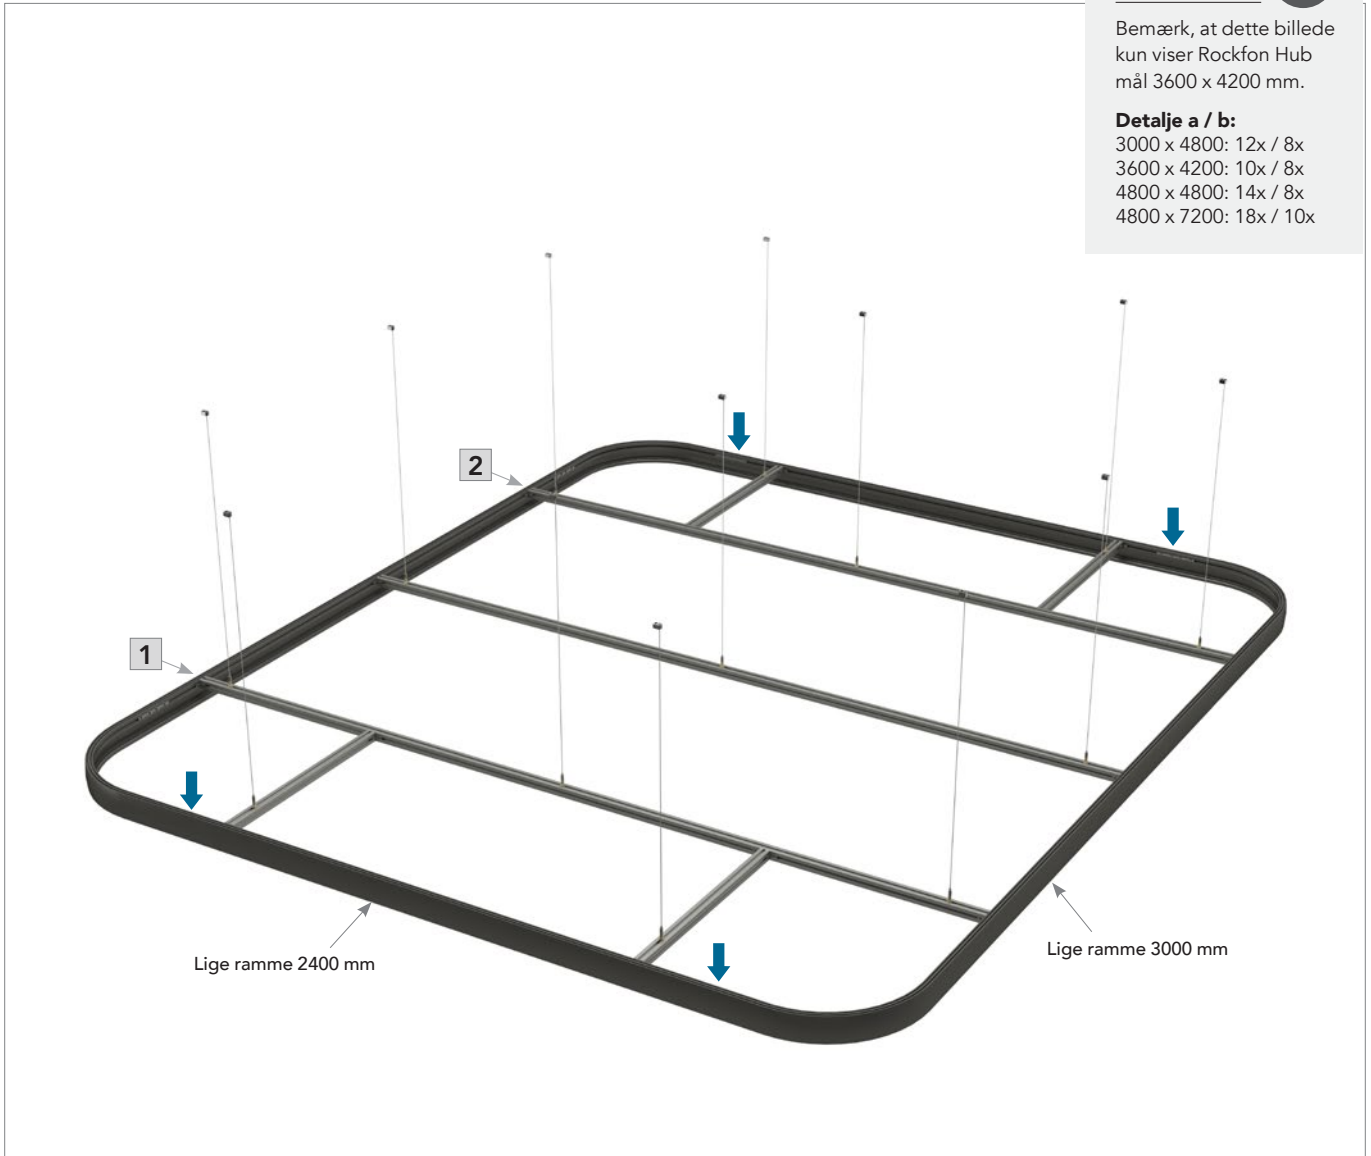 Bemærk, at dette billede
kun viser Rockfon Hub
mål 3600 x 4200 mm.
Detalje a / b:
3000 x 4800: 12x / 8x
3600 x 4200: 10x / 8x
4800 x 4800: 14x / 8x
4800 x 7200: 18x / 10x
2
1
Lige ramme 2400 mm
Lige ramme 3000 mm